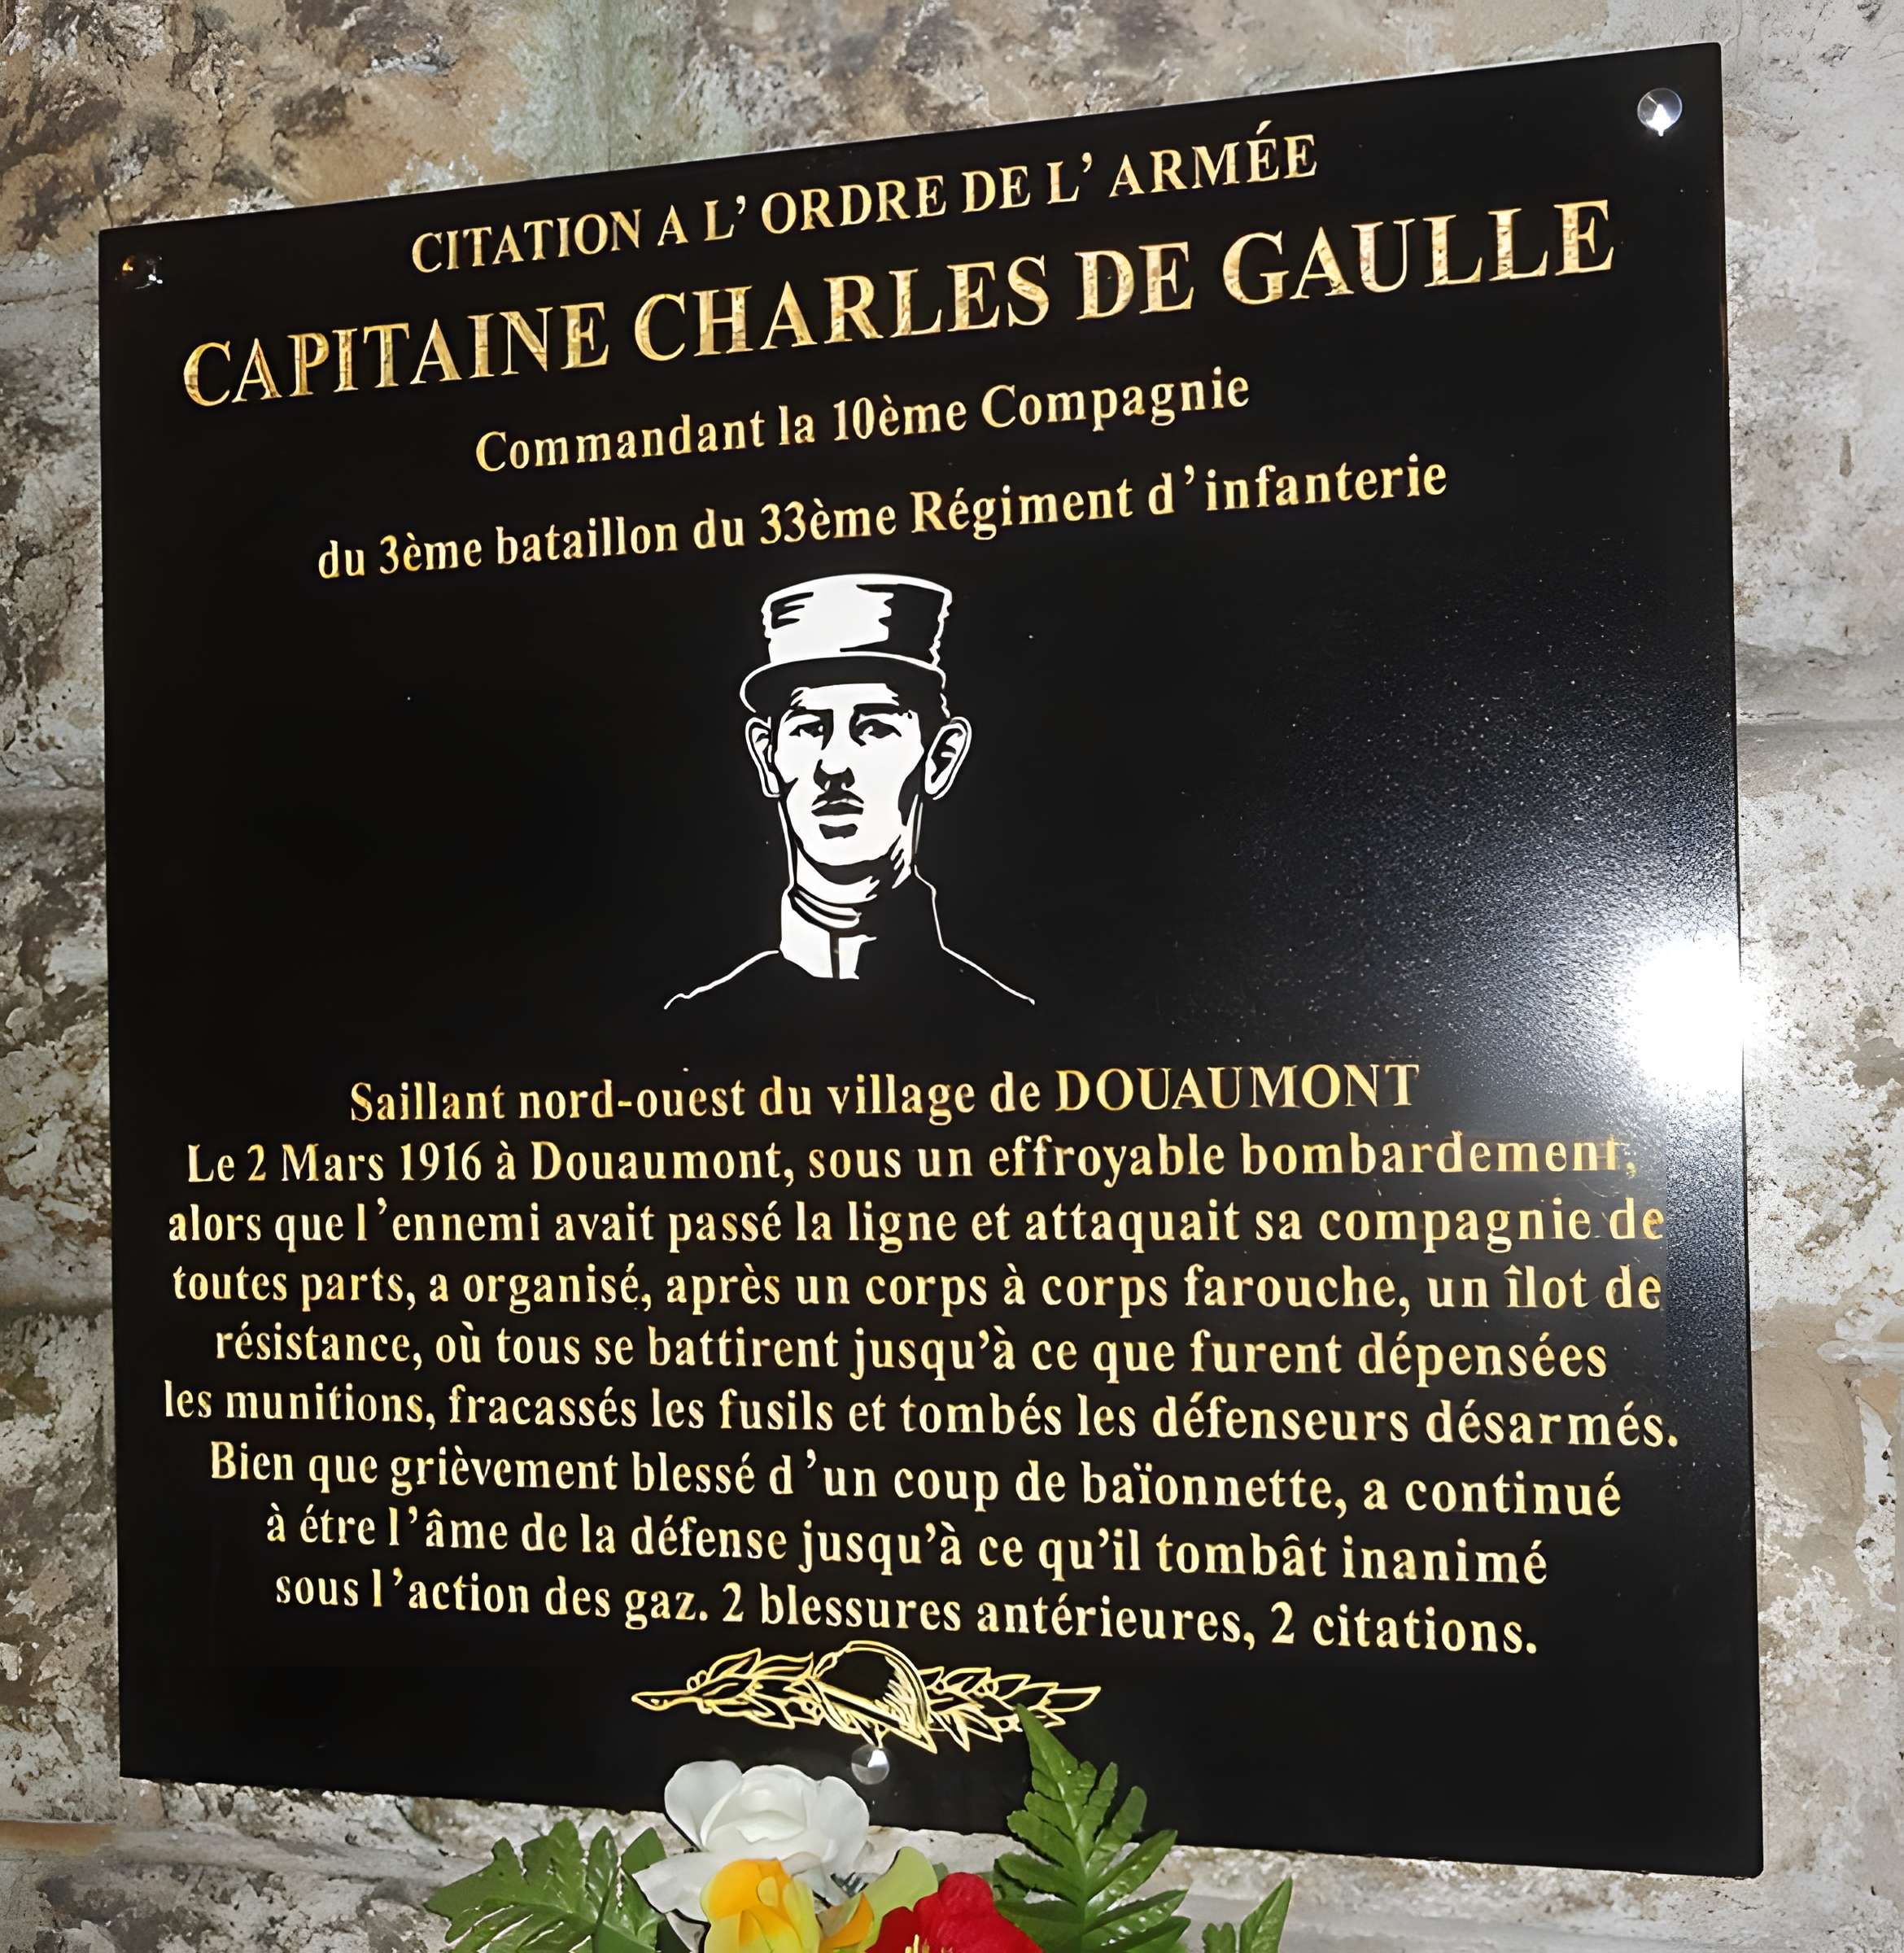 CITATION A L’ ORDRE DE L’ ARMÉE
CAPITAINE CHARLES DE GAULLE
Commandant la 10ème Compagnie
du 3ème bataillon du 33ème Régiment d’infanterie
Saillant nord-ouest du village de DOUAUMONT
Le 2 Mars 1916 à Douaumont, sous un effroyable bombardement,
alors que l’ennemi avait passé la ligne et attaquait sa compagnie de
toutes parts, a organisé, après un corps à corps farouche, un îlot de
résistance, où tous se battirent jusqu’à ce que furent dépensées
les munitions, fracassés les fusils et tombés les défenseurs désarmés.
Bien que grièvement blessé d ’un coup de baïonnette, a continué
à étre l’âme de la défense jusqu’à ce qu’il tombât inanimé
sous l’action des gaz. 2 blessures antérieures, 2 citations.